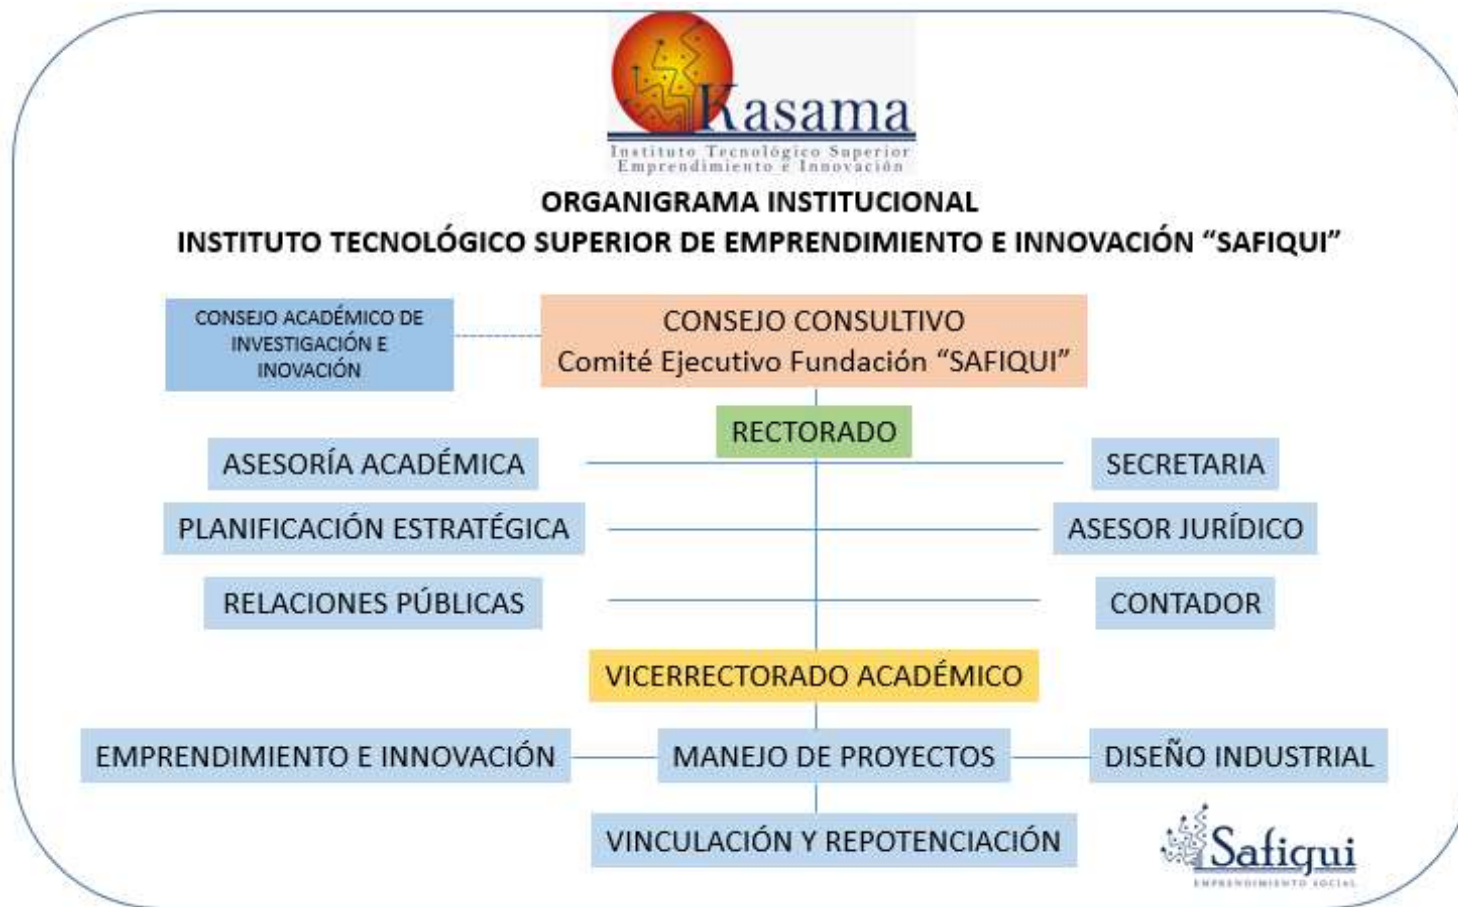 Kasama
Instituto Tecnológico Superior
Emprendimiento e Innovación
ORGANIGRAMA INSTITUCIONAL
INSTITUTO TECNOLÓGICO SUPERIOR DE EMPRENDIMIENTO E INNOVACIÓN “SAFIQUI”
CONSEJO ACADÉMICO DE
INVESTIGACIÓN E
INOVACIÓN
CONSEJO CONSULTIVO
Comité Ejecutivo Fundación “SAFIQUI”
RECTORADO
ASESORÍA ACADÉMICA
SECRETARIA
PLANIFICACIÓN ESTRATÉGICA
ASESOR JURÍDICO
RELACIONES PÚBLICAS
CONTADOR
VICERRECTORADO ACADÉMICO
EMPRENDIMIENTO E INNOVACIÓN
MANEJO DE PROYECTOS
DISEÑO INDUSTRIAL
VINCULACIÓN Y REPOTENCIACIÓN
Safiqui
EMPRENDIMIENTO SOCIAL